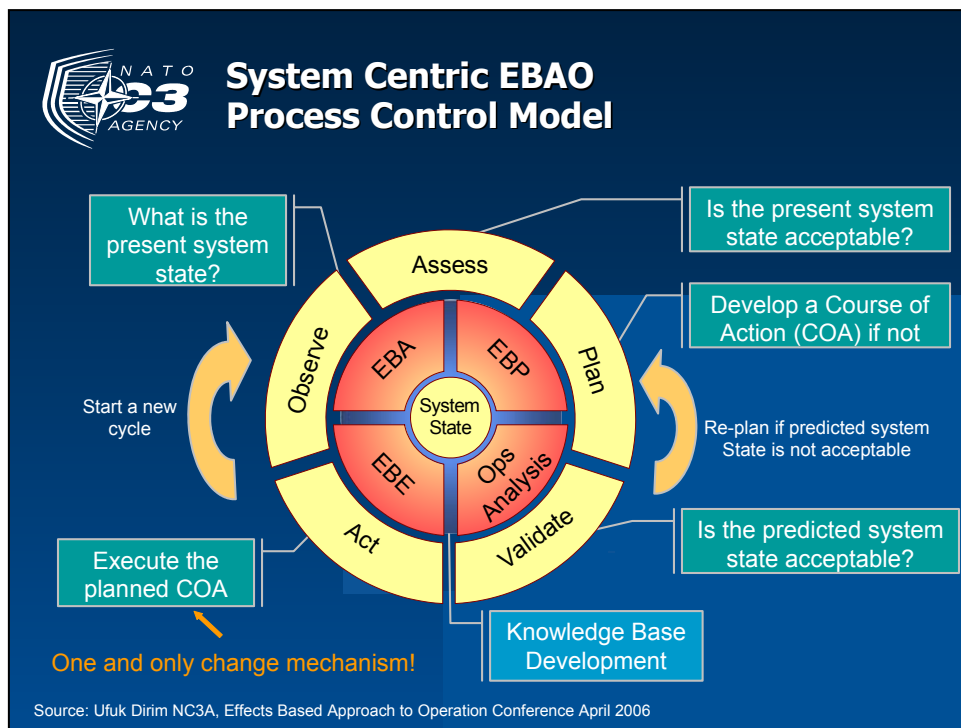 NATO
C3
AGENCY
System Centric EBAO
Process Control Model
What is the
present system
state?
Is the present system
state acceptable?
Assess
Develop a Course of
Action (COA) if not
Observe
Plan
EBA
EBP
System
State
Start a new
cycle
Re-plan if predicted system
State is not acceptable
EBE
Ops
Analysis
Act
Validate
Is the predicted system
state acceptable?
Execute the
planned COA
Knowledge Base
Development
One and only change mechanism!
Source: Ufuk Dirim NC3A, Effects Based Approach to Operation Conference April 2006